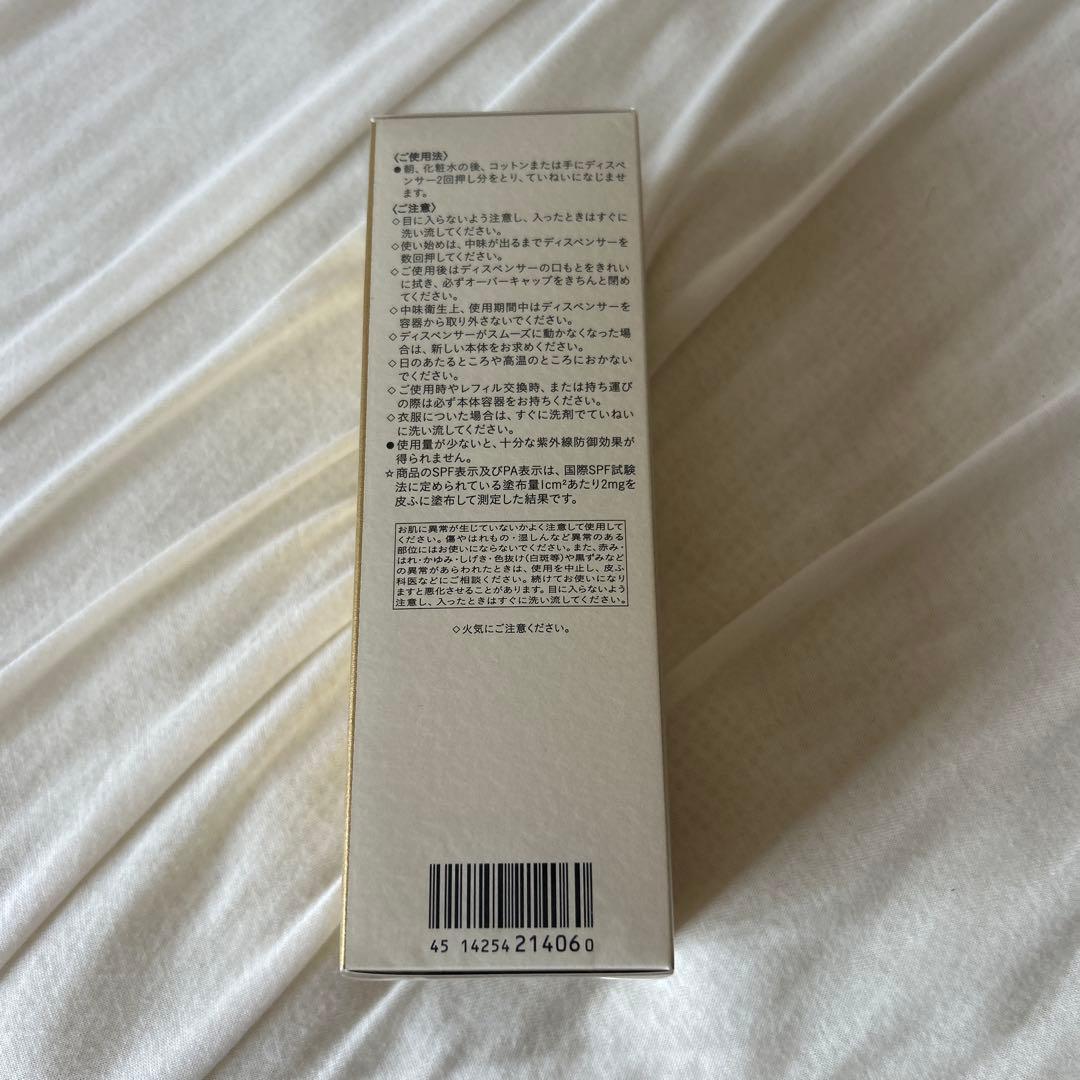 〈ご使用法〉
●朝、化粧水の後、コットンまたは手にディスペ
ンサー2回押し分をとり、ていねいになじませ
ます。
〈ご注意〉
◇目に入らないよう注意し、入ったときはすぐに
洗い流してください。
◇使い始めは、中味が出るまでディスペンサーを
数回押してください。
◇ご使用後はディスペンサーの口もとをきれい
に拭き、必ずオーバーキャップをきちんと閉め
てください。
◇中味衛生上、使用期間中はディスペンサーを
容器から取り外さないでください。
◇ディスペンサーがスムーズに動かなくなった場
合は、新しい本体をお求めください。
◇日のあたるところや高温のところにおかない
でください。
◇ご使用時やレフィル交換時、または持ち運び
の際は必ず本体容器をお持ちください。
◇衣服についた場合は、すぐに洗剤でていねい
に洗い流してください。
●使用量が少ないと、十分な紫外線防御効果が
得られません。
☆商品のSPF表示及びPA表示は、国際SPF試験
法に定められている塗布量1cm²あたり2mgを
皮ふに塗布して測定した結果です。
お肌に異常が生じていないかよく注意して使用して
ください。傷やはれもの・湿しんなど異常のある
部位にはお使いにならないでください。また、赤み・
はれ・かゆみ・しげき・色抜け(白斑等)や黒ずみなど
の異常があらわれたときは、使用を中止し、皮ふ
科医などにご相談ください。続けてお使いになり
ますと悪化させることがあります。目に入らないよう
注意し、入ったときはすぐに洗い流してください。
◇火気にご注意ください。
45 14254 21406 0